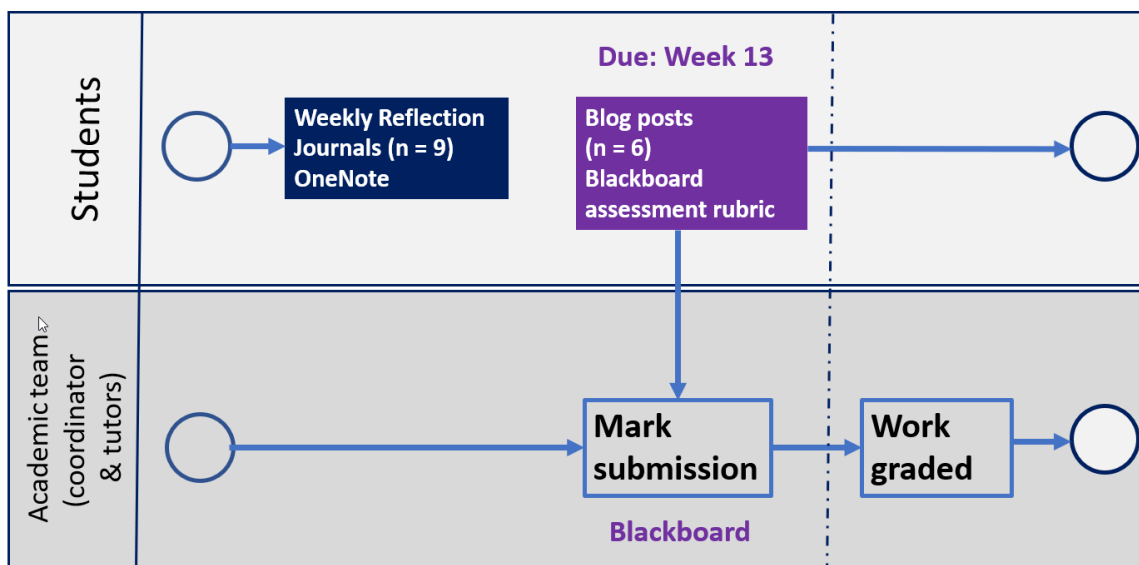 Students
Due: Week 13
Weekly Reflection
Journals (n = 9)
OneNote
Blog posts
(n = 6)
Blackboard
assessment rubric
Academic team
(coordinator
& tutors)
Mark
submission
Work
graded
Blackboard